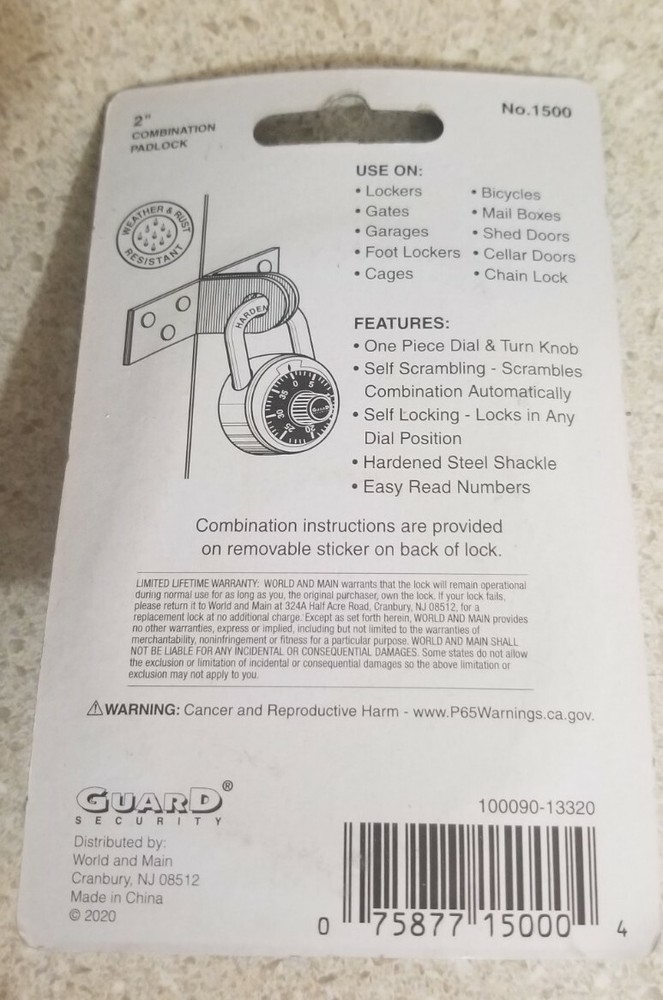 2"
COMBINATION
PADLOCK
No.1500
WEATHER & RUST
RESISTANT
HARDEN
0
5
35
30
25
20
GUARD
USE ON:
• Lockers
• Gates
• Garages
• Foot Lockers
• Cages
• Bicycles
• Mail Boxes
• Shed Doors
• Cellar Doors
• Chain Lock
FEATURES:
• One Piece Dial & Turn Knob
• Self Scrambling - Scrambles
Combination Automatically
• Self Locking - Locks in Any
Dial Position
• Hardened Steel Shackle
• Easy Read Numbers
Combination instructions are provided
on removable sticker on back of lock.
LIMITED LIFETIME WARRANTY: WORLD AND MAIN warrants that the lock will remain operational
during normal use for as long as you, the original purchaser, own the lock. If your lock fails,
please return it to World and Main at 324A Half Acre Road, Cranbury, NJ 08512, for a
replacement lock at no additional charge. Except as set forth herein, WORLD AND MAIN provides
no other warranties, express or implied, including but not limited to the warranties of
merchantability, noninfringement or fitness for a particular purpose. WORLD AND MAIN SHALL
NOT BE LIABLE FOR ANY INCIDENTAL OR CONSEQUENTIAL DAMAGES. Some states do not allow
the exclusion or limitation of incidental or consequential damages so the above limitation or
exclusion may not apply to you.
⚠WARNING: Cancer and Reproductive Harm - www.P65Warnings.ca.gov.
GUARD®
SECURITY
Distributed by:
World and Main
Cranbury, NJ 08512
Made in China
© 2020
100090-13320
0 75877 15000 4